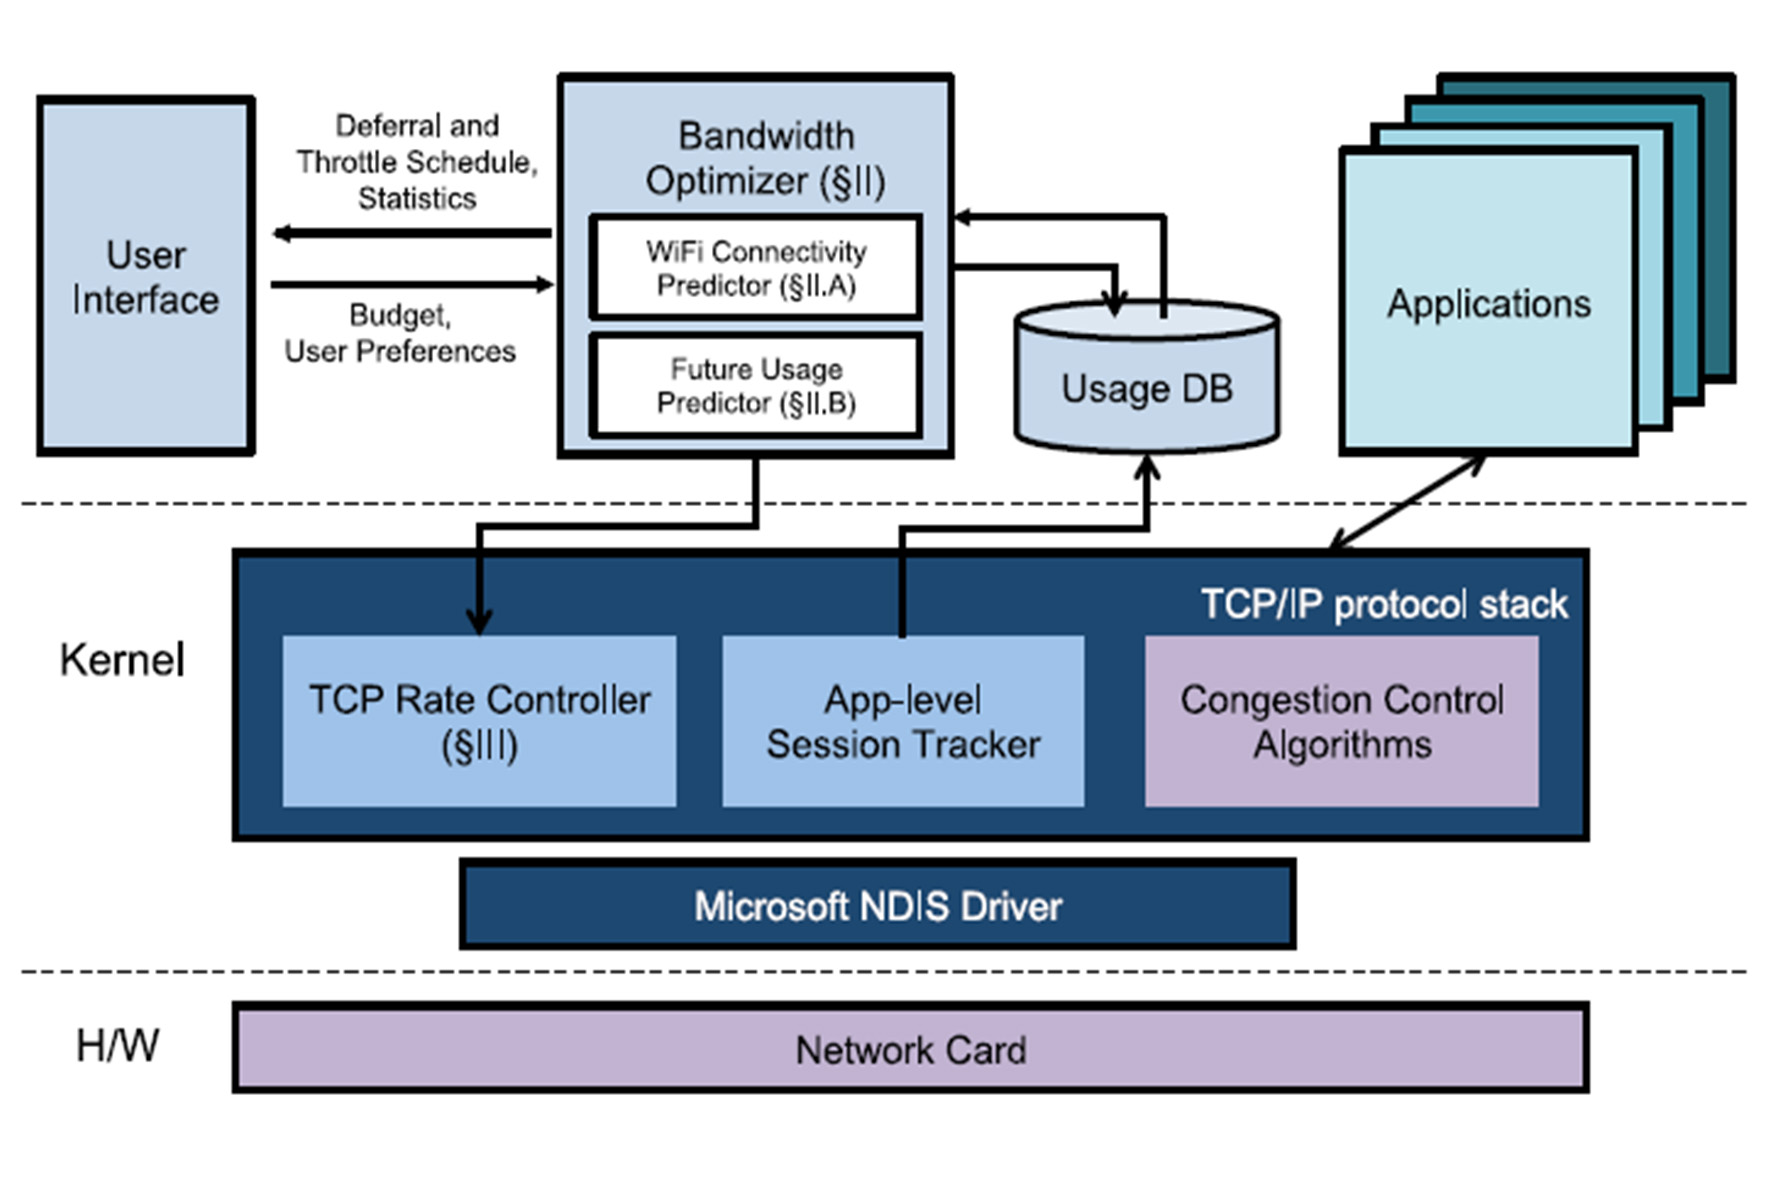 User
Interface
Deferral and
Throttle Schedule,
Statistics
Budget,
User Preferences
Bandwidth
Optimizer (§II)
WiFi Connectivity
Predictor (§II.A)
Future Usage
Predictor (§II.B)
Usage DB
Applications
Kernel
TCP/IP protocol stack
TCP Rate Controller
(§III)
App-level
Session Tracker
Congestion Control
Algorithms
Microsoft NDIS Driver
H/W
Network Card